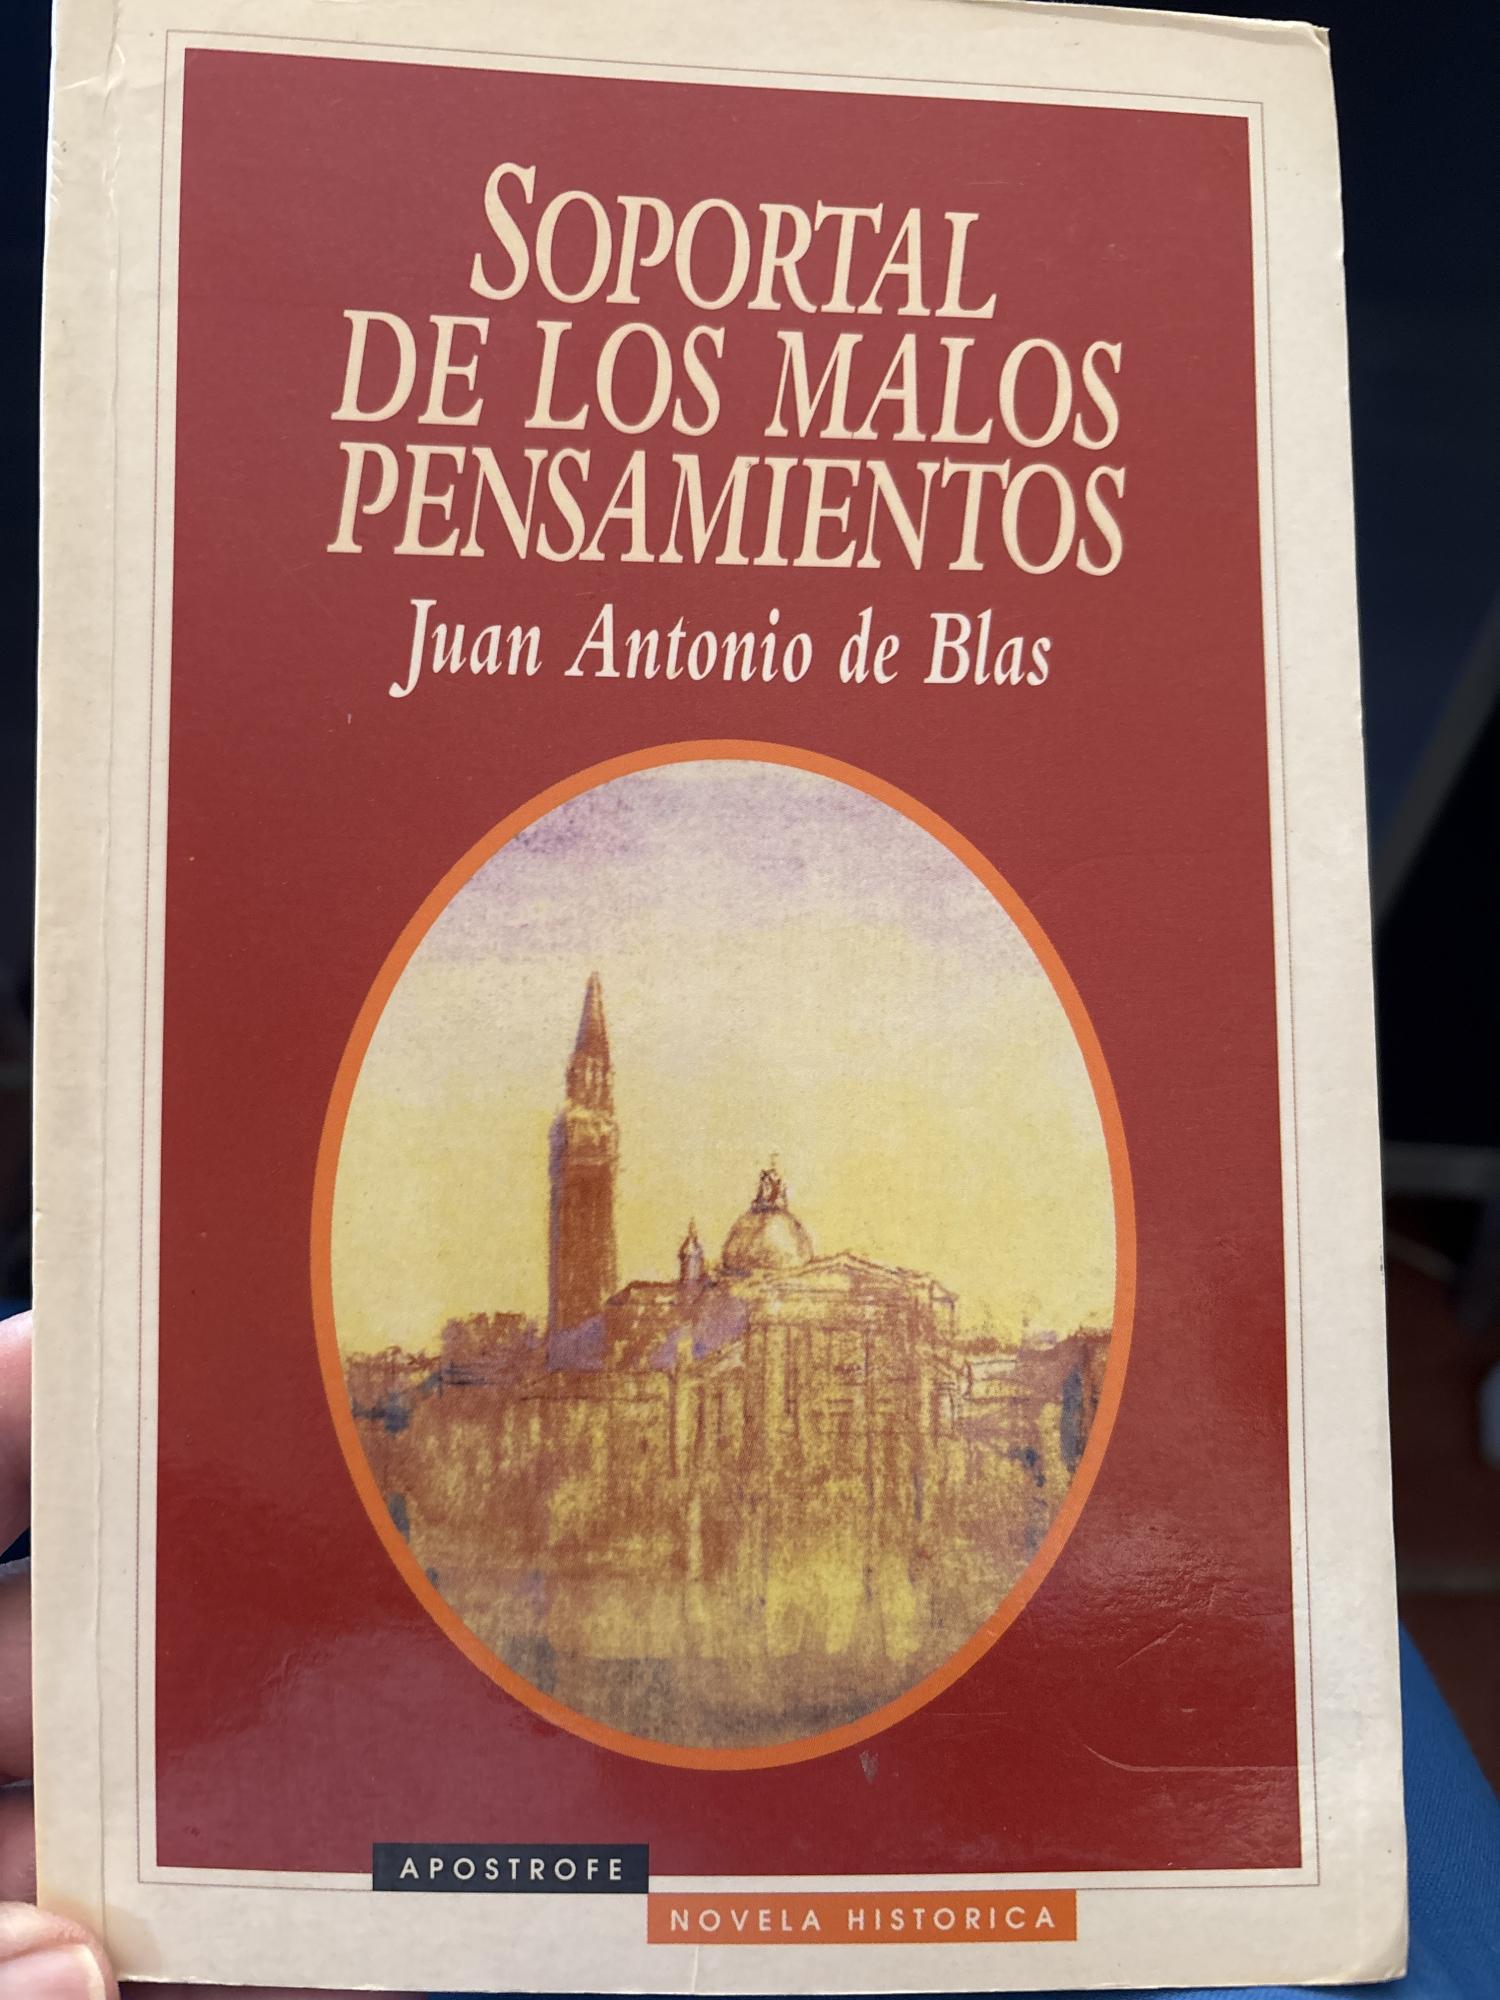 SOPORTAL
DE LOS MALOS
PENSAMIENTOS
Juan Antonio de Blas
APOSTROFE
NOVELA HISTORICA